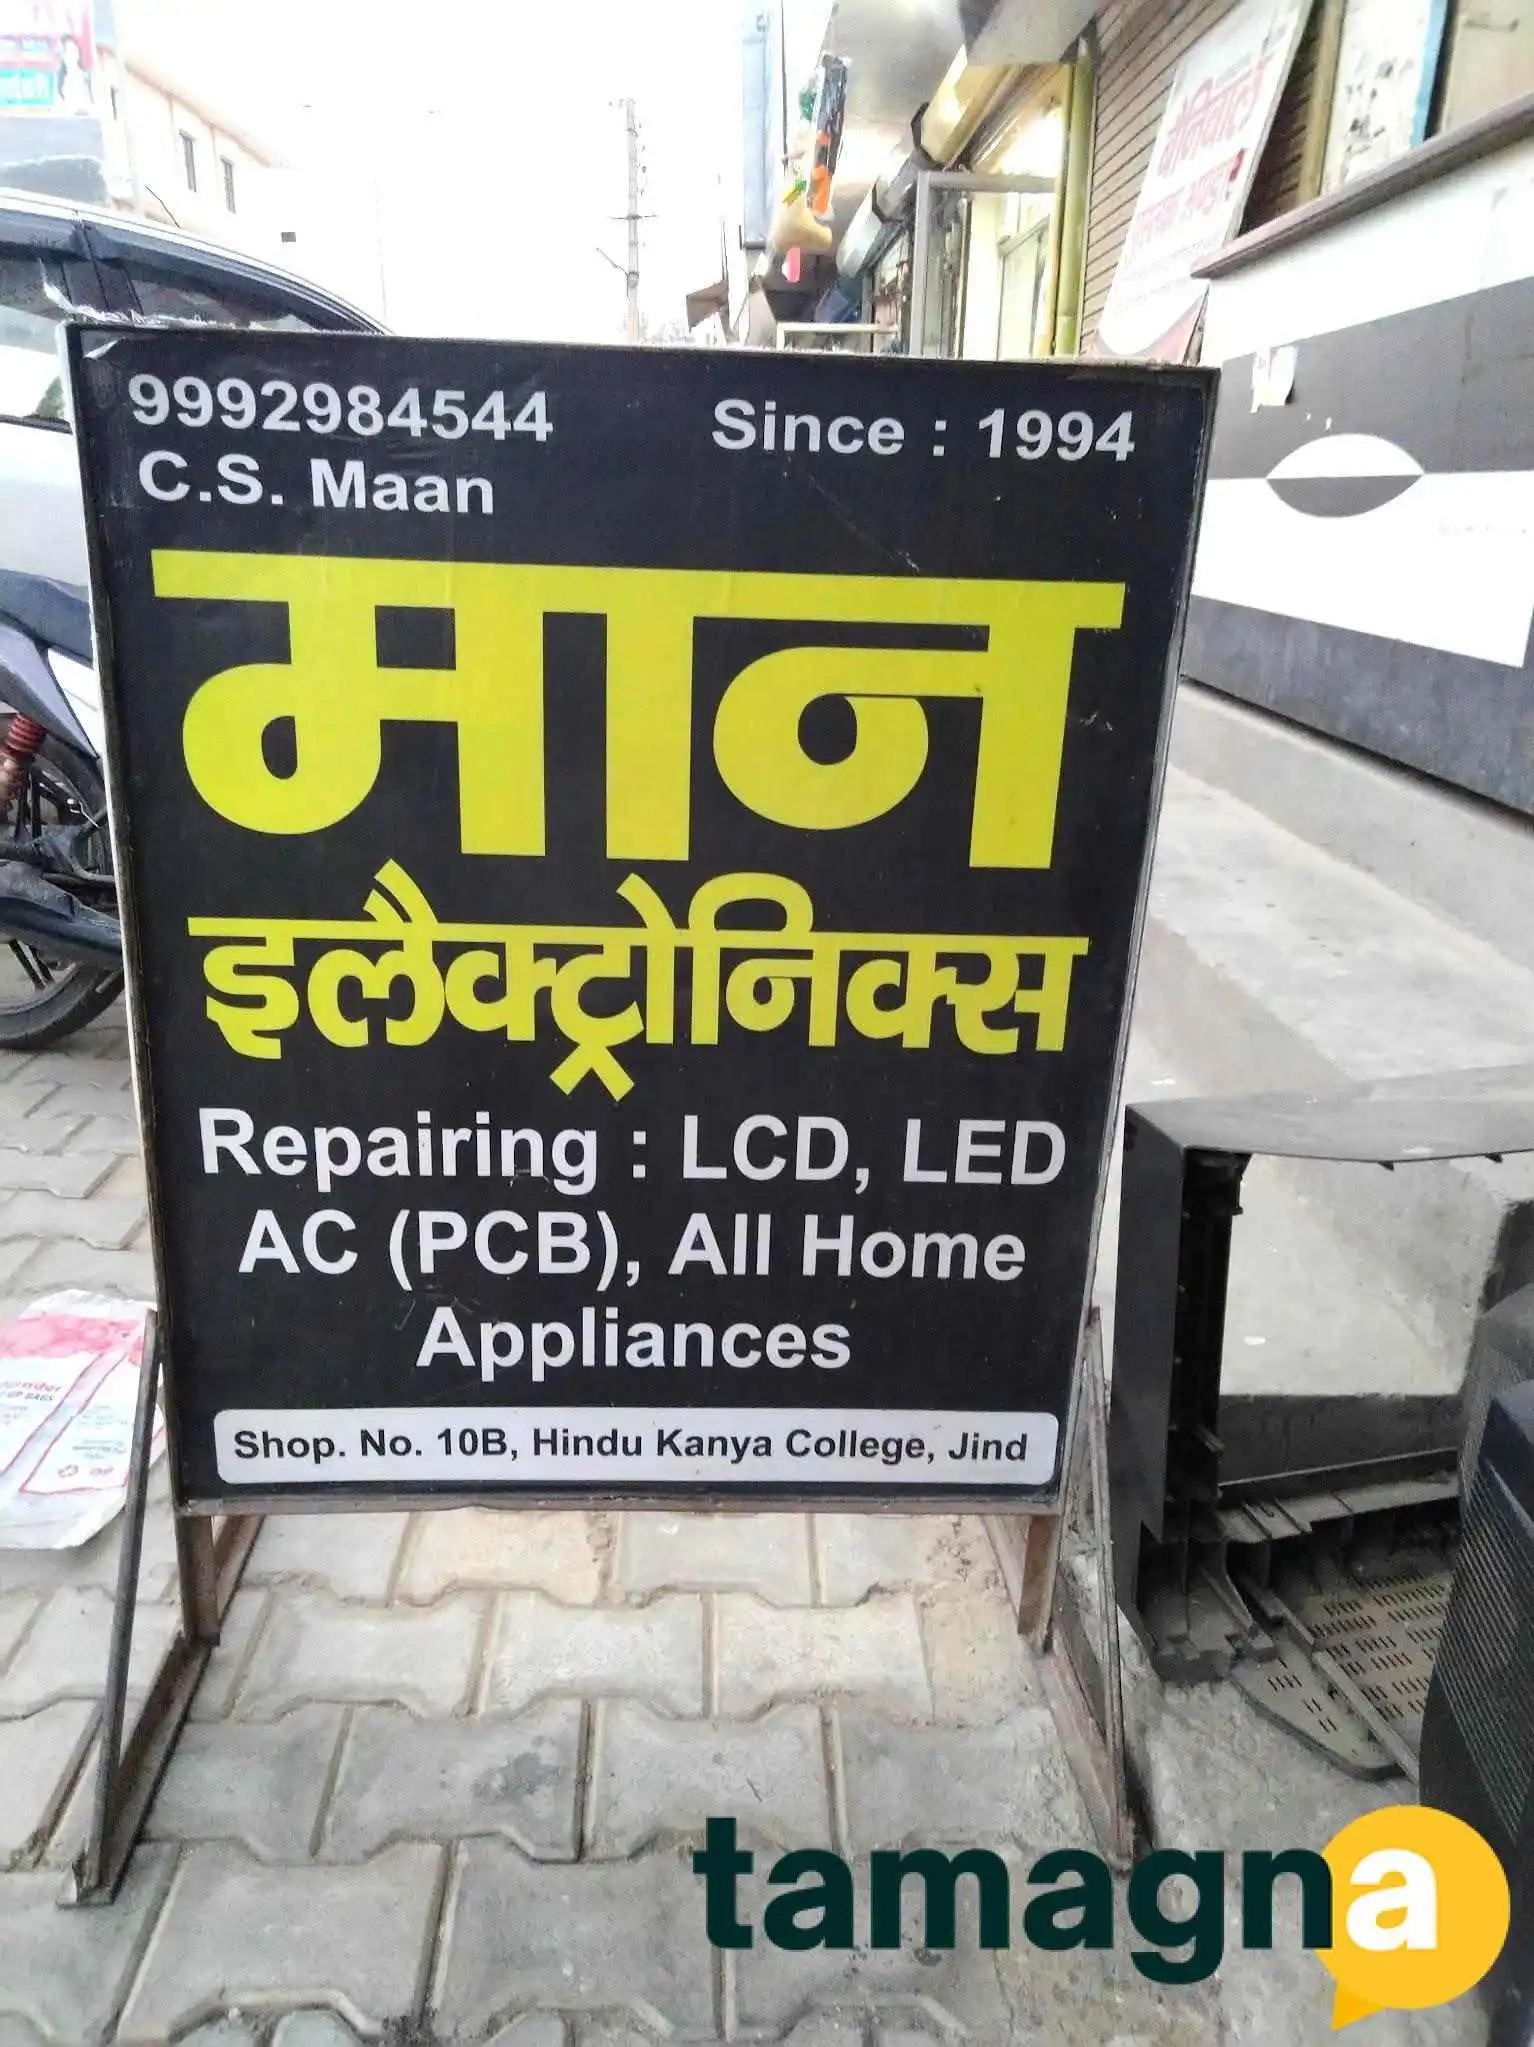 9992984544
Since : 1994
C.S. Maan
मान
इलैक्ट्रोनिक्स
Repairing : LCD, LED
AC (PCB), All Home
Appliances
Shop. No. 10B, Hindu Kanya College, Jind
tamagna